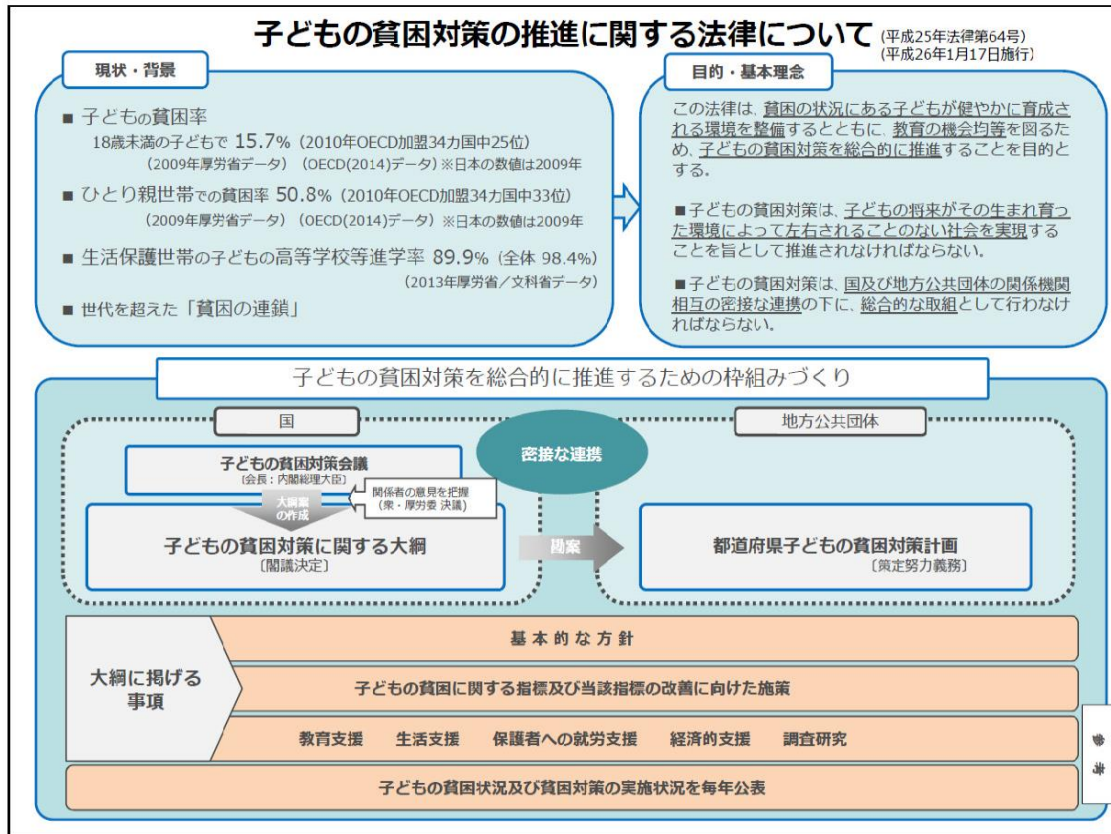 子どもの貧困対策の推進に関する法律について
(平成25年法律第64号)
(平成26年1月17日施行)
現状・背景
■ 子どもの貧困率
18歳未満の子どもで 15.7% (2010年OECD加盟34カ国中25位)
(2009年厚労省データ) (OECD(2014)データ) ※日本の数値は2009年
■ ひとり親世帯での貧困率 50.8% (2010年OECD加盟34カ国中33位)
(2009年厚労省データ) (OECD(2014)データ) ※日本の数値は2009年
■ 生活保護世帯の子どもの高等学校等進学率 89.9% (全体 98.4%)
(2013年厚労省/文科省データ)
■ 世代を超えた「貧困の連鎖」
目的・基本理念
この法律は、貧困の状況にある子どもが健やかに育成さ
れる環境を整備するとともに、教育の機会均等を図るた
め、子どもの貧困対策を総合的に推進することを目的と
する。
■子どもの貧困対策は、子どもの将来がその生まれ育っ
た環境によって左右されることのない社会を実現する
ことを旨として推進されなければならない。
■子どもの貧困対策は、国及び地方公共団体の関係機関
相互の密接な連携の下に、総合的な取組として行わなけ
ればならない。
子どもの貧困対策を総合的に推進するための枠組みづくり
国
子どもの貧困対策会議
〔会長：内閣総理大臣〕
大綱案
の作成
関係者の意見を把握
(衆・厚労委 決議)
子どもの貧困対策に関する大綱
〔閣議決定〕
密接な連携
勘案
地方公共団体
都道府県子どもの貧困対策計画
〔策定努力義務〕
大綱に掲げる
事項
基本的な方針
子どもの貧困に関する指標及び当該指標の改善に向けた施策
教育支援 生活支援 保護者への就労支援 経済的支援 調査研究
子どもの貧困状況及び貧困対策の実施状況を毎年公表
参考